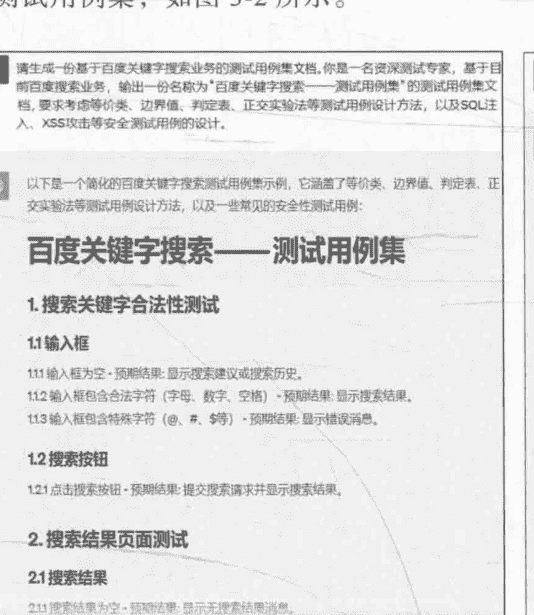 测试用例集，如图 3-2 所示。
请生成一份基于百度关键字搜索业务的测试用例集文档。你是一名资深测试专家，基于目
前百度搜索业务，输出一份名称为“百度关键字搜索——测试用例集”的测试用例集文
档，要求考虑等价类、边界值、判定表、正交实验法等测试用例设计方法，以及SQL注
入、XSS攻击等安全测试用例的设计。
以下是一个简化的百度关键字搜索测试用例集示例，它涵盖了等价类、边界值、判定表、正
交实验法等测试用例设计方法，以及一些常见的安全性测试用例：
百度关键字搜索——测试用例集
1. 搜索关键字合法性测试
1.1 输入框
1.1.1 输入框为空 - 预期结果: 显示搜索建议或搜索历史。
1.1.2 输入框包含合法字符（字母、数字、空格） - 预期结果: 显示搜索结果。
1.1.3 输入框包含特殊字符（@、#、$等） - 预期结果: 显示错误消息。
1.2 搜索按钮
1.2.1 点击搜索按钮 - 预期结果: 提交搜索请求并显示搜索结果。
2. 搜索结果页面测试
2.1 搜索结果
2.1.1 搜索结果为空 - 预期结果: 显示无搜索结果消息。